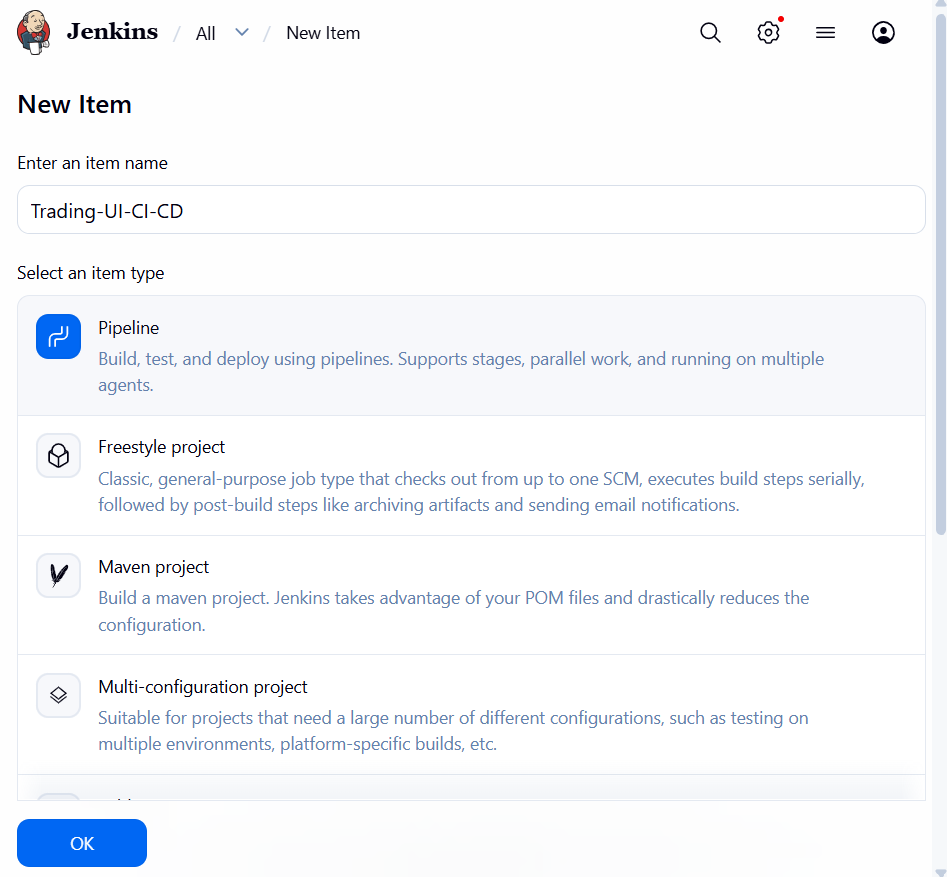 Jenkins / All / New Item
New Item
Enter an item name
Trading-UI-CI-CD
Select an item type
Pipeline
Build, test, and deploy using pipelines. Supports stages, parallel work, and running on multiple
agents.
Freestyle project
Classic, general-purpose job type that checks out from up to one SCM, executes build steps serially,
followed by post-build steps like archiving artifacts and sending email notifications.
Maven project
Build a maven project. Jenkins takes advantage of your POM files and drastically reduces the
configuration.
Multi-configuration project
Suitable for projects that need a large number of different configurations, such as testing on
multiple environments, platform-specific builds, etc.
OK